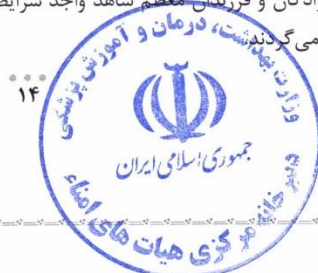 ادگان و فرزندان معظم شاهد واجد شرایط
می‌گردند.
۱۴
وزارت بهداشت، درمان و آموزش پزشکی
جمهوری اسلامی ایران
دبیرخانه مرکزی هیات های امناء